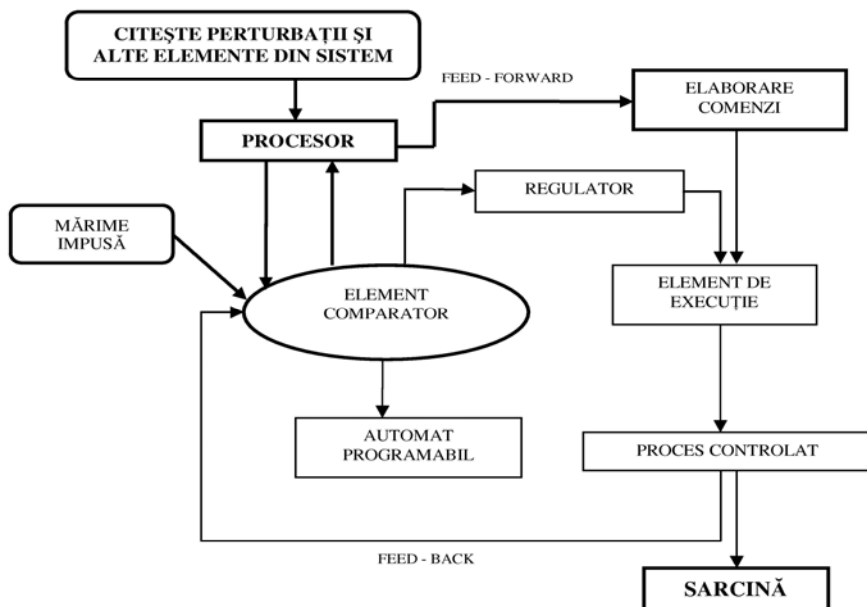 CITEŞTE PERTURBAŢII ŞI
ALTE ELEMENTE DIN SISTEM
FEED - FORWARD
ELABORARE
COMENZI
PROCESOR
REGULATOR
MĂRIME
IMPUSĂ
ELEMENT
COMPARATOR
ELEMENT DE
EXECUŢIE
AUTOMAT
PROGRAMABIL
PROCES CONTROLAT
FEED - BACK
SARCINĂ